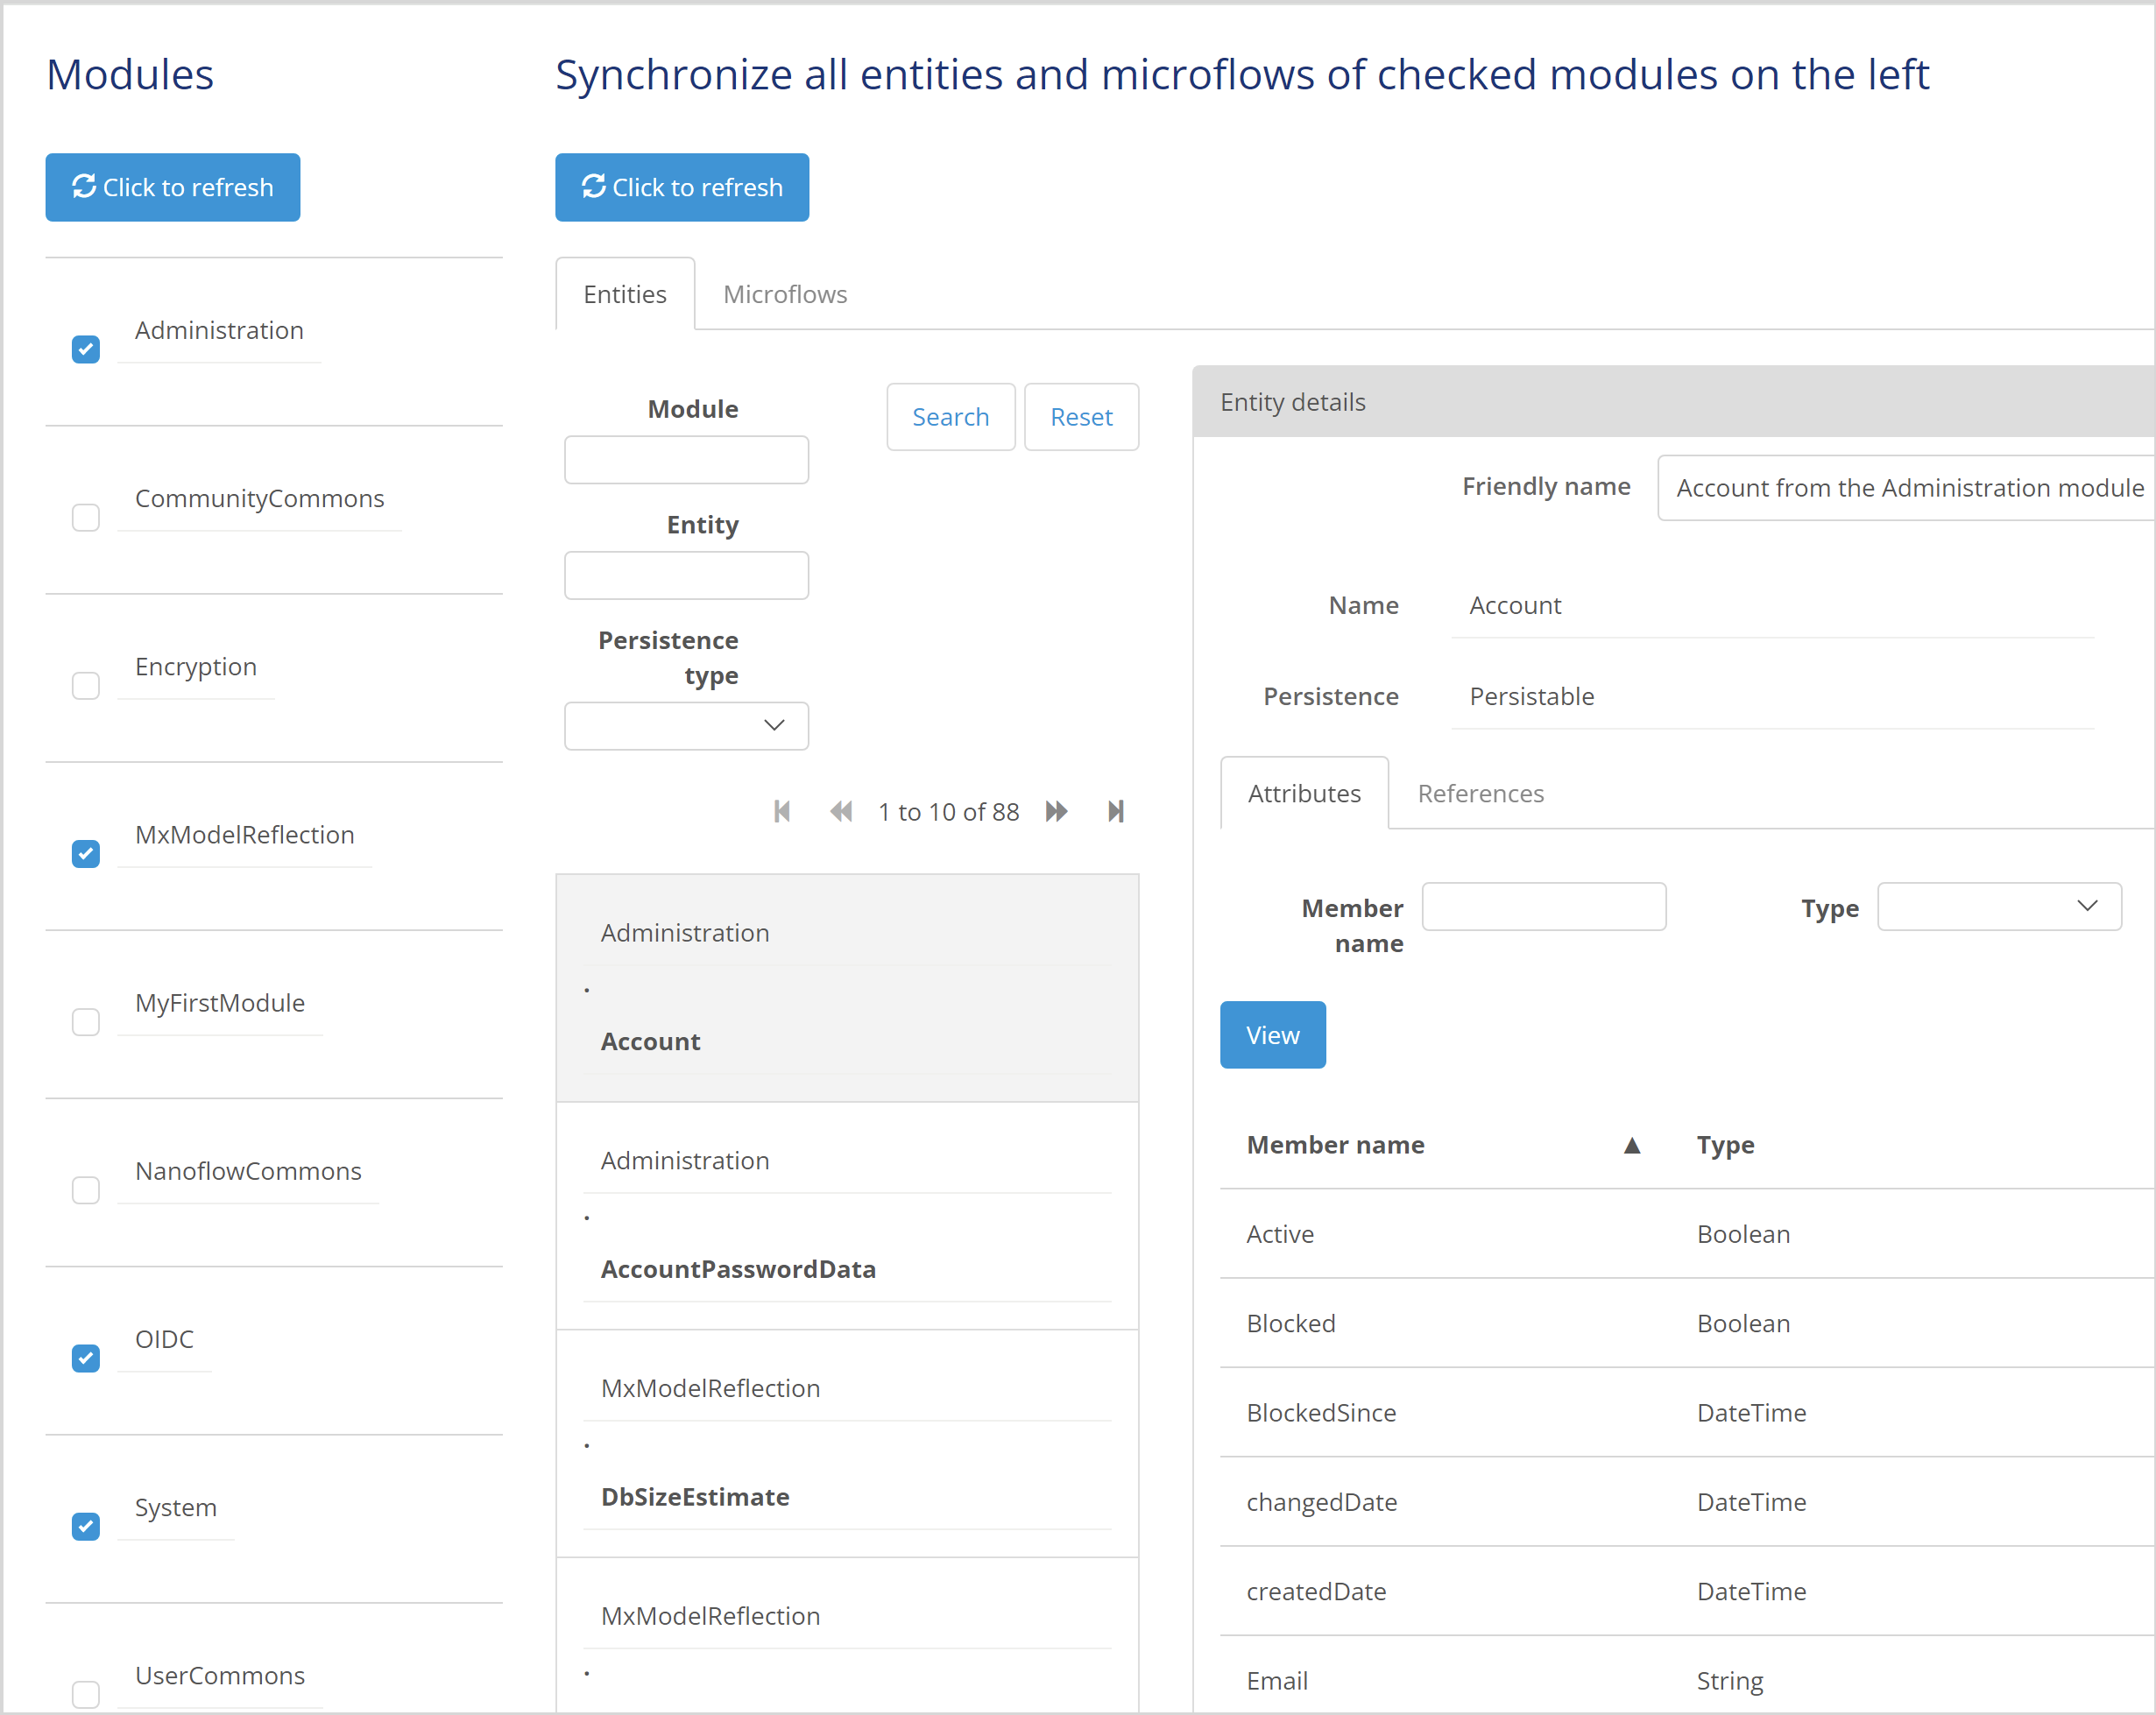 Modules
Click to refresh
Administration
CommunityCommons
Encryption
MxModelReflection
MyFirstModule
NanoflowCommons
OIDC
System
UserCommons
Synchronize all entities and microflows of checked modules on the left
Click to refresh
Entities Microflows
Module
Search Reset
Entity
Persistence
type
1 to 10 of 88
Administration
.
Account
Administration
.
AccountPasswordData
MxModelReflection
.
DbSizeEstimate
MxModelReflection
.
Entity details
Friendly name Account from the Administration module
Name Account
Persistence Persistable
Attributes References
Member
name
Type
View
Member name ▲ Type
Active Boolean
Blocked Boolean
BlockedSince DateTime
changedDate DateTime
createdDate DateTime
Email String